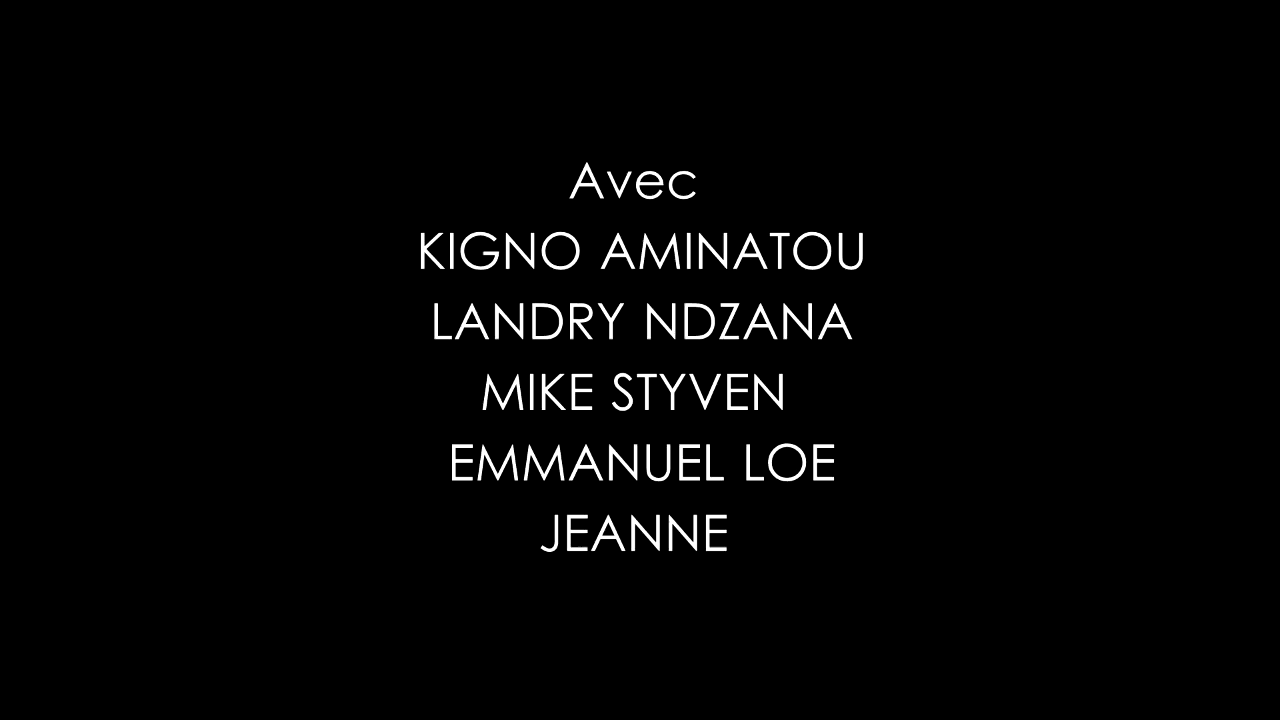 Avec
KIGNO AMINATOU
LANDRY NDZANA
MIKE STYVEN
EMMANUEL LOE
JEANNE